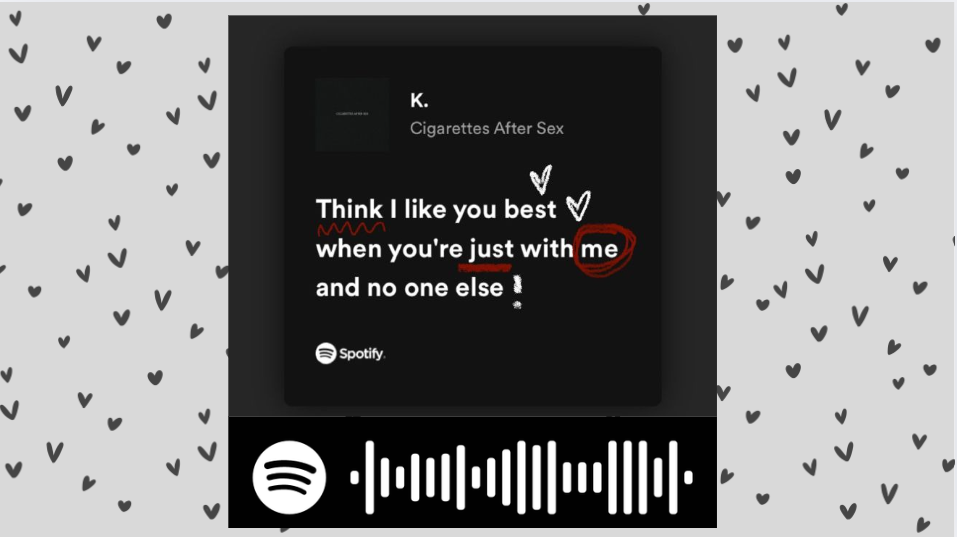 K.
Cigarettes After Sex
Think I like you best
when you're just with me
and no one else !
Spotify